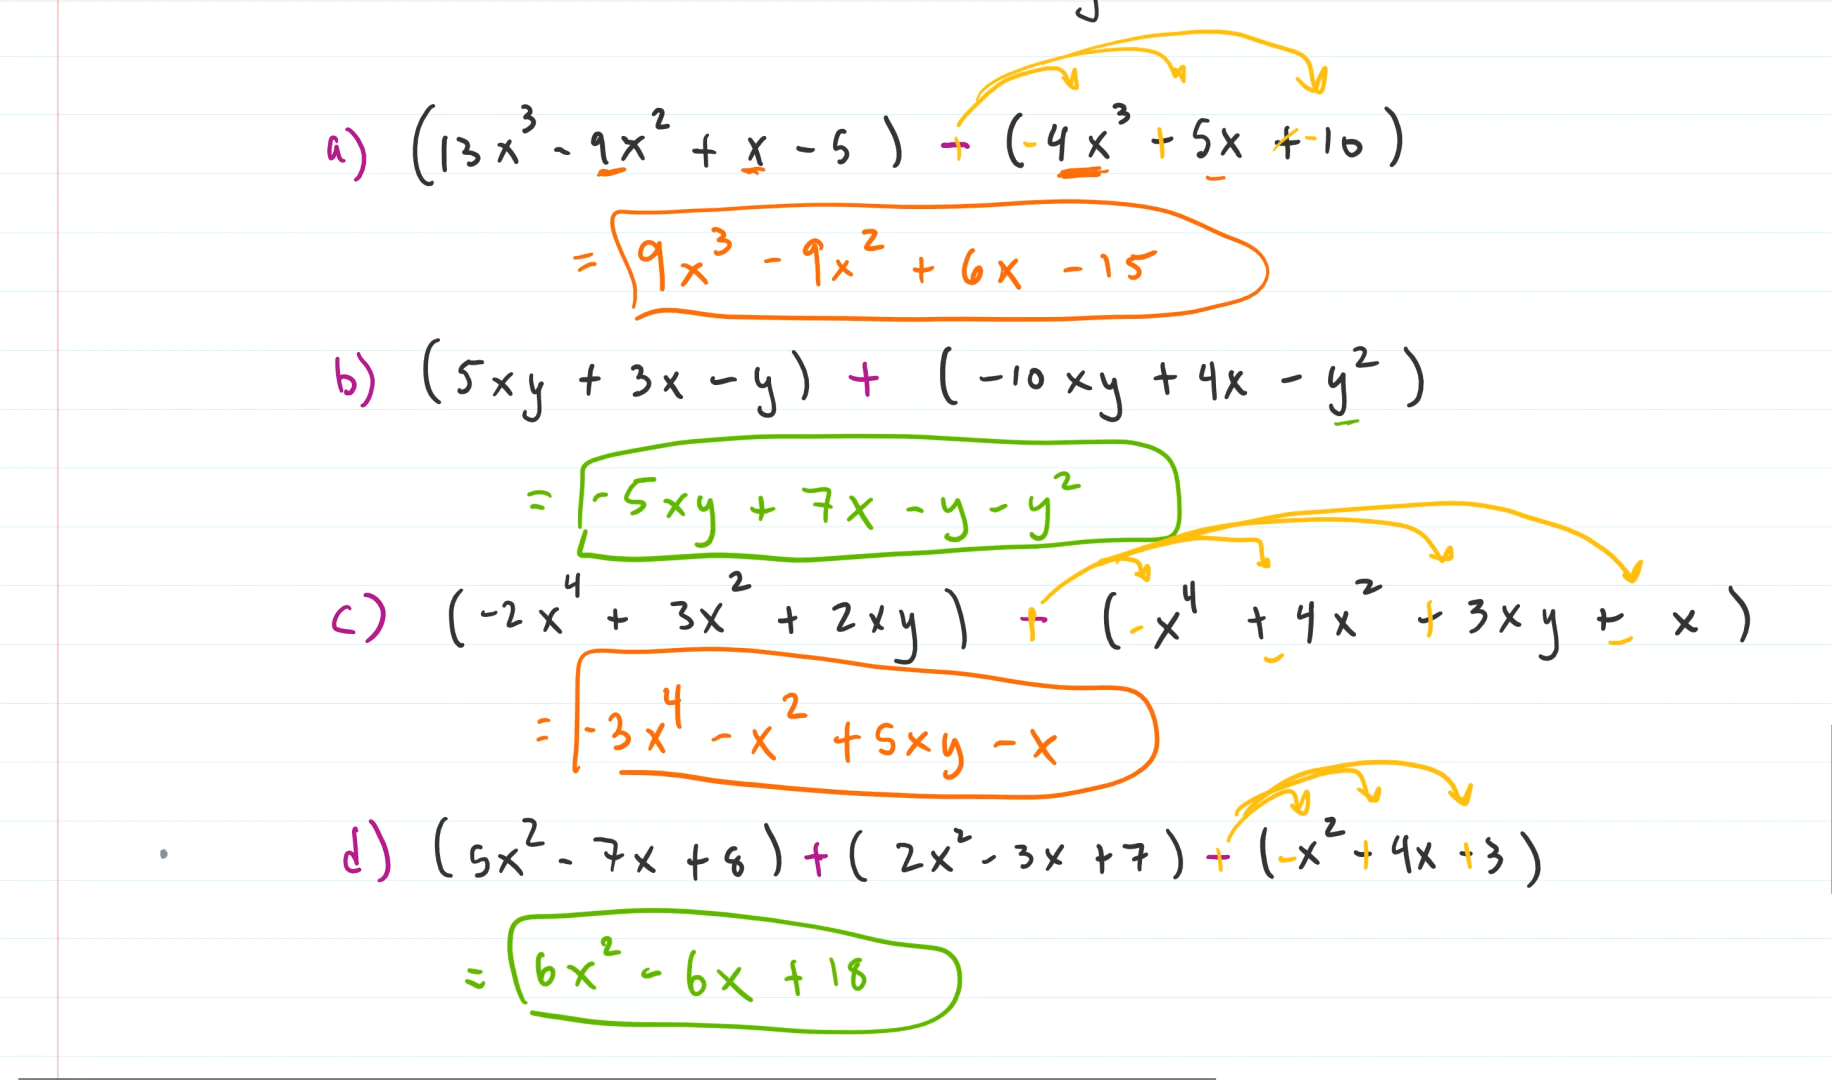 a) (13x³ - 9x² + x - 5) + (-4x³ + 5x + -10)
= 9x³ - 9x² + 6x - 15
b) (5xy + 3x - y) + (-10xy + 4x - y²)
= -5xy + 7x - y - y²
c) (-2x⁴ + 3x² + 2xy) + (-x⁴ + 4x² + 3xy + x)
= -3x⁴ - x² + 5xy - x
d) (5x² - 7x + 8) + (2x² - 3x + 7) + (-x² + 4x + 3)
= 6x² - 6x + 18